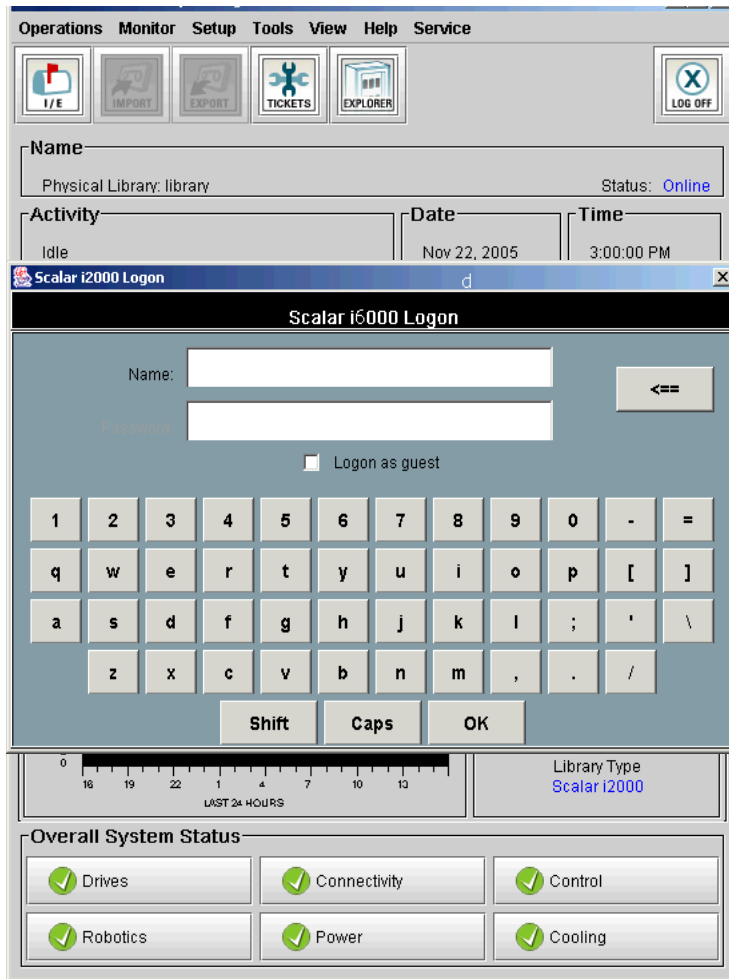 Operations Monitor Setup Tools View Help Service
I/E IMPORT EXPORT TICKETS EXPLORER LOG OFF
Name
Physical Library: library Status: Online
Activity Date Time
Idle Nov 22, 2005 3:00:00 PM
Scalar i2000 Logon d
Scalar i6000 Logon
Name:
<==
Password:
Logon as guest
1 2 3 4 5 6 7 8 9 0 - =
q w e r t y u i o p [ ]
a s d f g h j k l ; ' \
z x c v b n m , . /
Shift Caps OK
0
16 19 22 1 4 7 10 13
LAST 24 HOURS
Library Type
Scalar i2000
Overall System Status
Drives Connectivity Control
Robotics Power Cooling